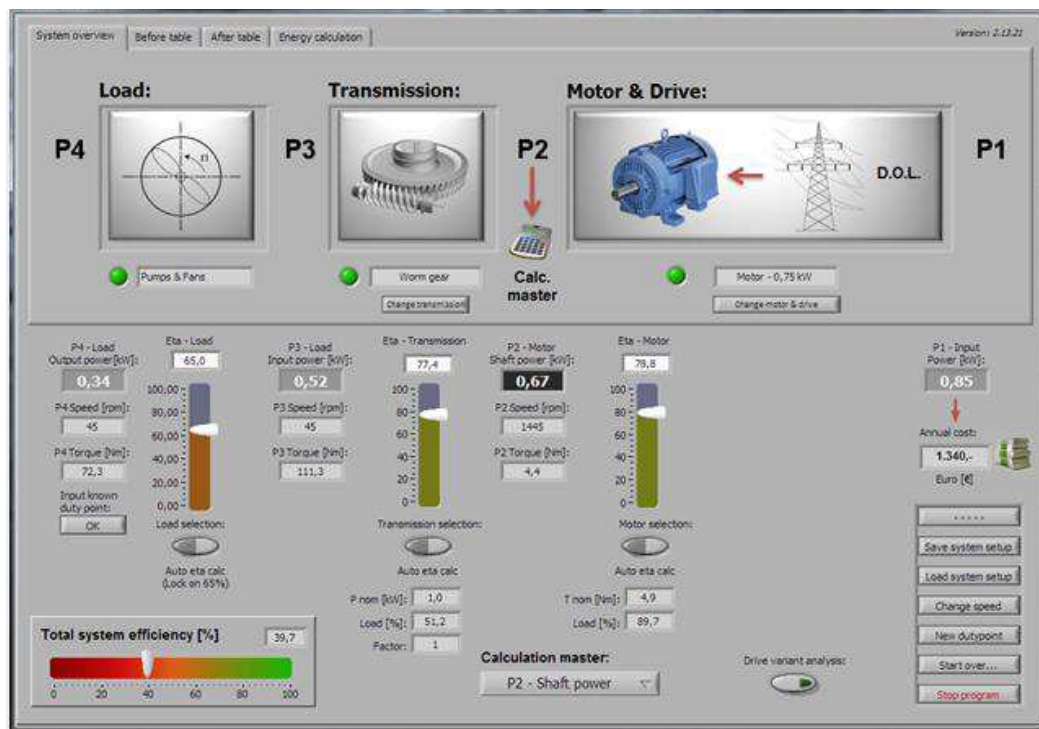 System overview
Before table
After table
Energy calculation
Version: 2.13.21
Load:
Transmission:
Motor & Drive:
P4
P3
P2
P1
n
D.O.L.
Pumps & Fans
Worm gear
Calc.
master
Motor - 0,75 kW
Change transmission
Change motor & drive
P4 - Load
Output power[kW]:
0,34
P4 Speed [rpm]:
45
P4 Torque [Nm]:
72,3
Input known
duty point:
OK
Eta - Load
65,0
100,00
80,00
60,00
40,00
20,00
0,00
Load selection:
Auto eta calc
(Lock on 65%)
P3 - Load
Input power [kW]:
0,52
P3 Speed [rpm]:
45
P3 Torque [Nm]:
111,3
Eta - Transmission
77,4
100
80
60
40
20
0
Transmission selection:
Auto eta calc
P nom [kW]:
1,0
Load [%]:
51,2
Factor:
1
P2 - Motor
Shaft power [kW]:
0,67
P2 Speed [rpm]:
1445
P2 Torque [Nm]:
4,4
Eta - Motor
78,8
100
80
60
40
20
0
Motor selection:
Auto eta calc
T nom [Nm]:
4,9
Load [%]:
89,7
P1 - Input
Power [kW]:
0,85
Annual cost:
1.340,-
Euro [€]
-----
Save system setup
Load system setup
Change speed
New dutypoint
Start over...
Stop program
Total system efficiency [%]
39,7
0 20 40 60 80 100
Calculation master:
P2 - Shaft power
Drive variant analysis: